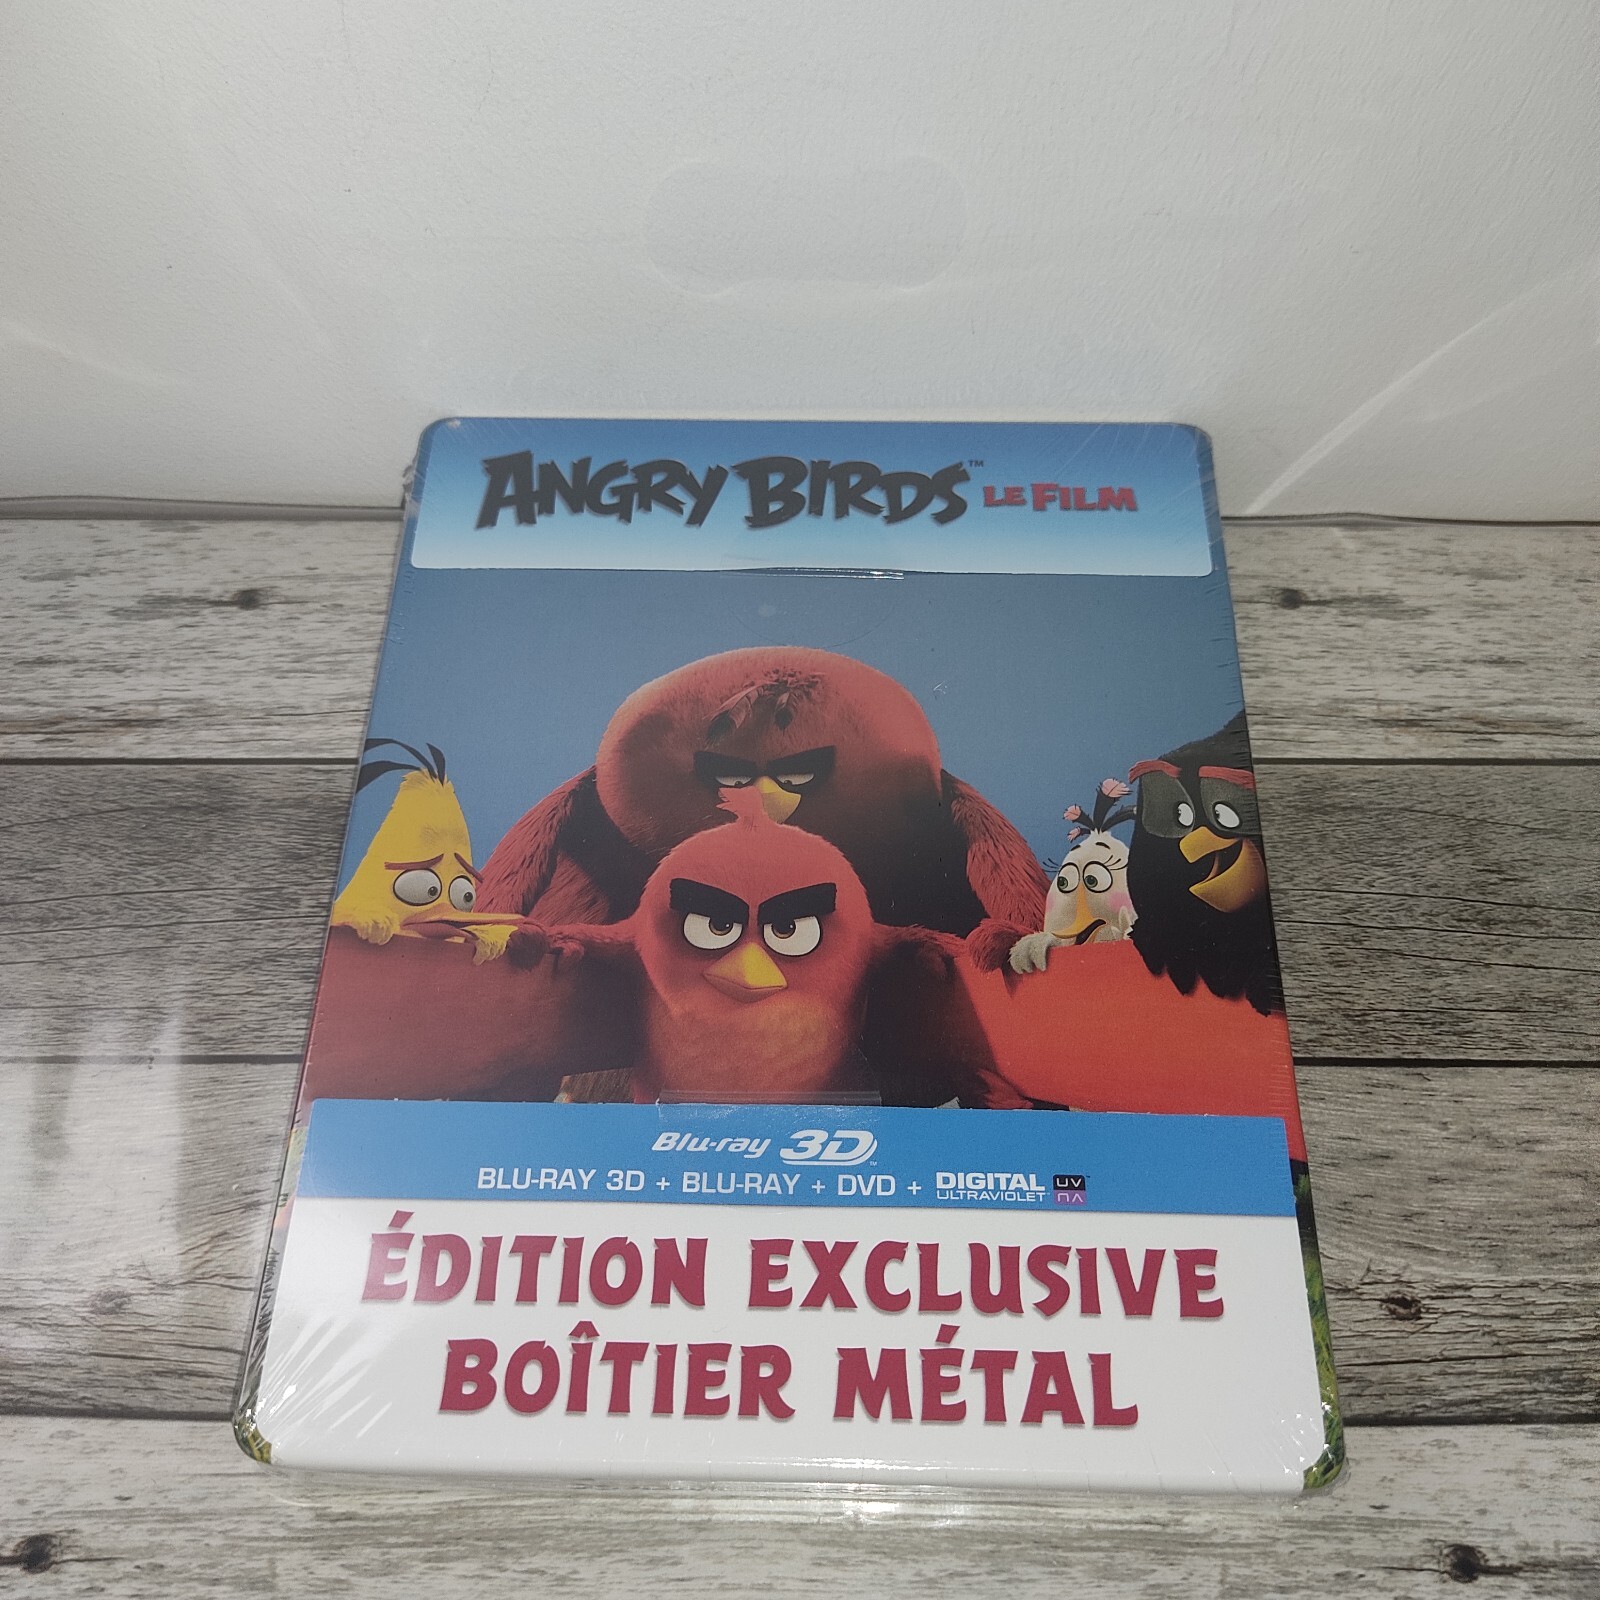 ANGRY BIRDS™ LE FILM
Blu-ray 3D™
BLU-RAY 3D + BLU-RAY + DVD + DIGITAL ULTRAVIOLET UV
ÉDITION EXCLUSIVE
BOÎTIER MÉTAL